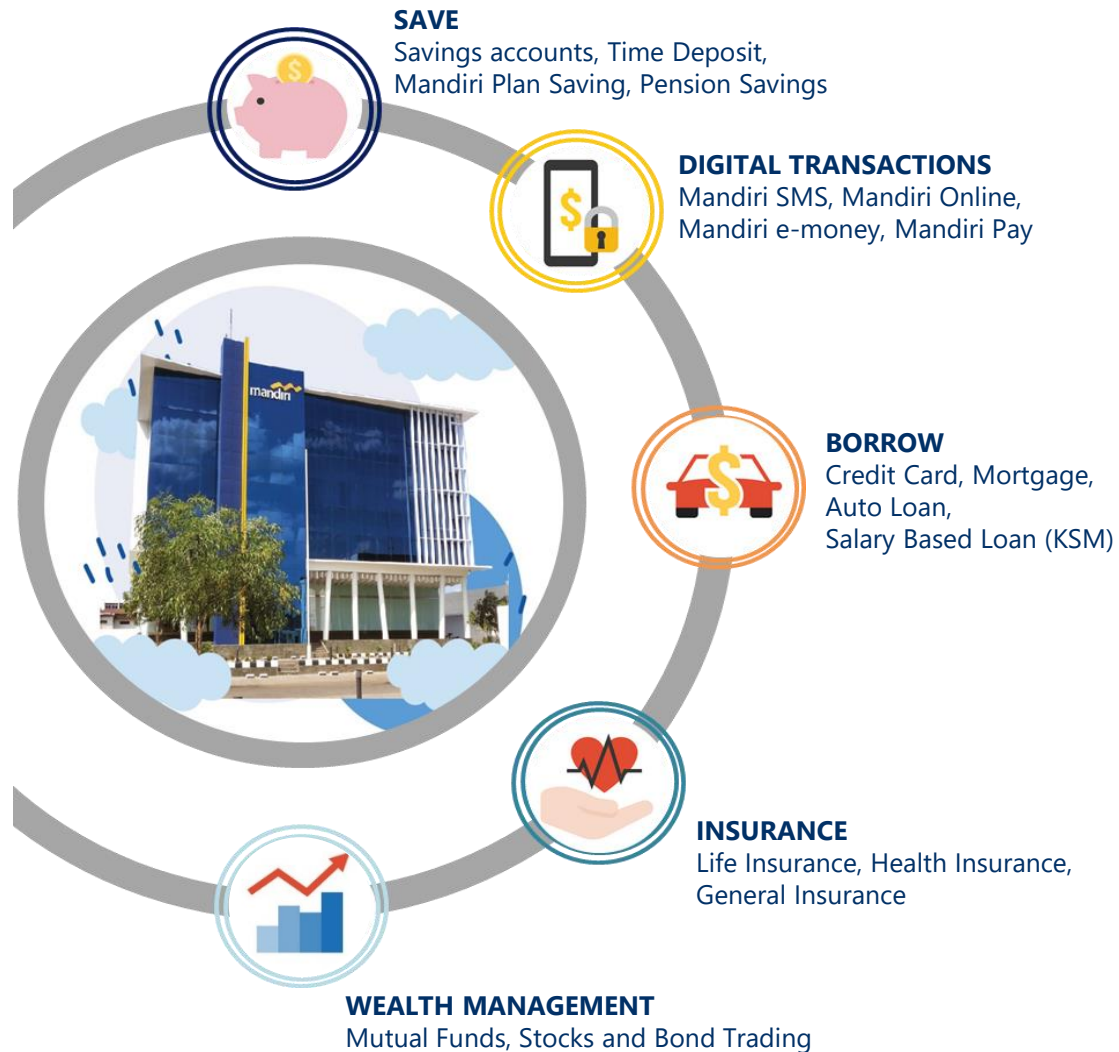 SAVE
Savings accounts, Time Deposit,
Mandiri Plan Saving, Pension Savings
DIGITAL TRANSACTIONS
Mandiri SMS, Mandiri Online,
Mandiri e-money, Mandiri Pay
mandiri
BORROW
Credit Card, Mortgage,
Auto Loan,
Salary Based Loan (KSM)
INSURANCE
Life Insurance, Health Insurance,
General Insurance
WEALTH MANAGEMENT
Mutual Funds, Stocks and Bond Trading